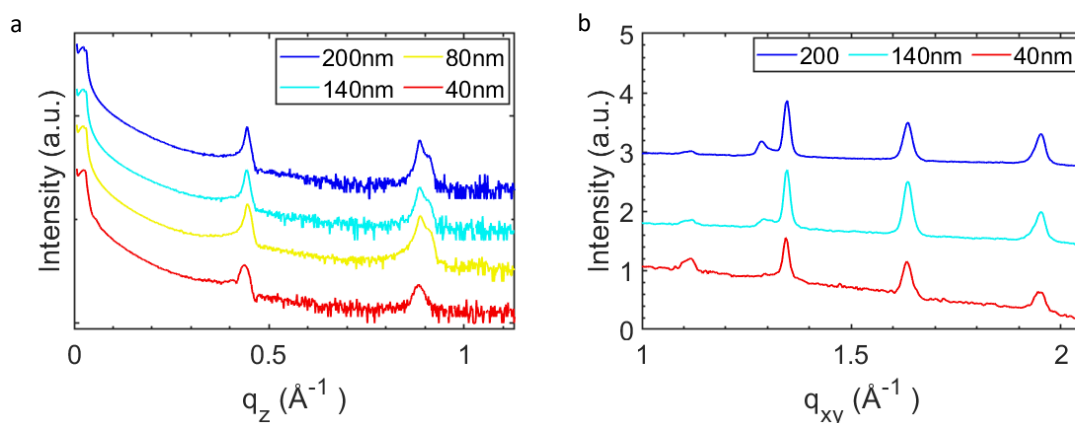 a
200nm 80nm
140nm 40nm
Intensity (a.u.)
0 0.5 1
q_z (Å^-1 )
b
200 140nm 40nm
5
4
3
2
1
0
Intensity (a.u.)
1 1.5 2
q_xy (Å^-1 )